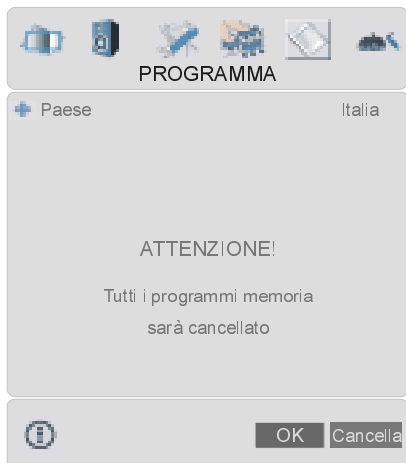 PROGRAMMA
Paese Italia
ATTENZIONE!
Tutti i programmi memoria
sarà cancellato
OK Cancella